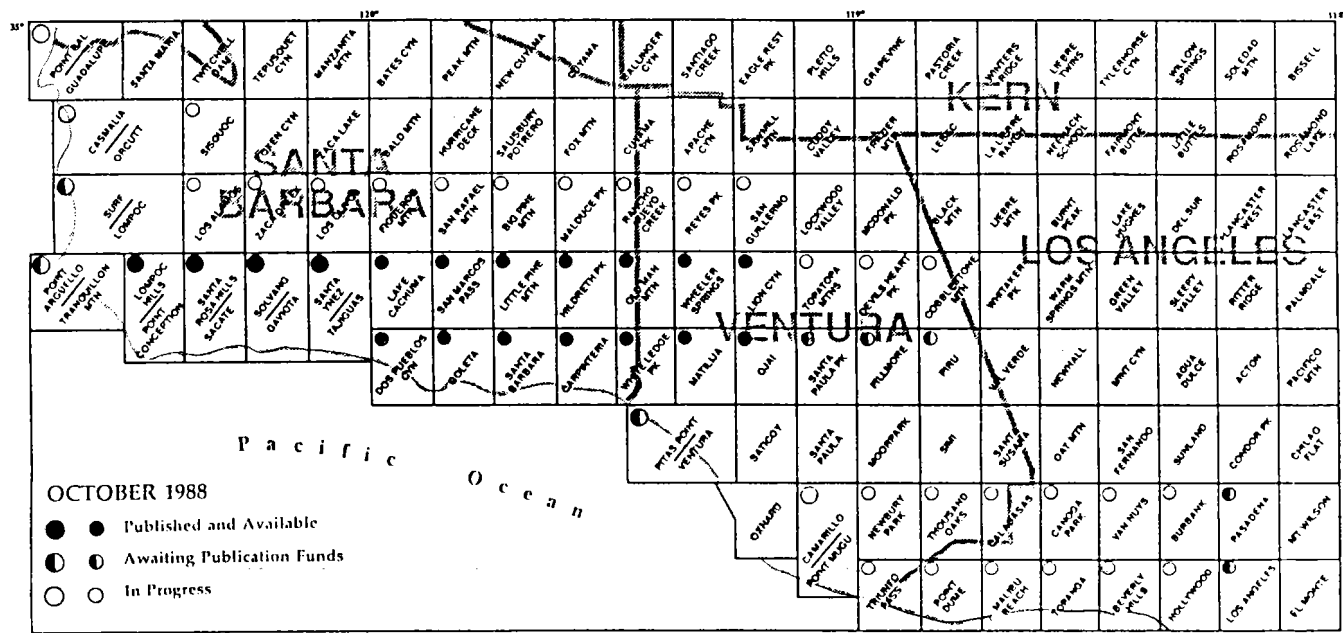 35°
120°
119°
POINT SAL
GUADALUPE
SANTA MARIA
TWITCHELL
DAM
TEPUSQUET
CYN
MANZANITA
MTN
BATES CYN
PEAK MTN
NEW CUYAMA
CUYAMA
BALLINGER
CYN
SANTIAGO
CREEK
EAGLE REST
PK
PLEITO
HILLS
GRAPEVINE
PASTORIA
CREEK
WINTERS
RIDGE
LIEBRE
TWINS
TYLERHORSE
CYN
WILLOW
SPRINGS
SOLEDAD
MTN
BISSELL
KERN
CASMALIA
ORCUTT
SISQUOC
FOXEN CYN
ZACA LAKE
BALD MTN
HURRICANE
DECK
SALISBURY
POTRERO
FOX MTN
CUYAMA
PK
APACHE
CYN
SAWMILL
MTN
CUDDY
VALLEY
FRAZIER
MTN
LEBEC
LA LIEBRE
RANCH
NEENACH
SCHOOL
FAIRMONT
BUTTE
LITTLE
BUTTES
ROSAMOND
ROSAMOND
LAKE
SANTA
BARBARA
SURF
LOMPOC
LOS ALAMOS
ZACA CREEK
LOS OLIVOS
FIGUEROA
MTN
SAN RAFAEL
MTN
BIG PINE
MTN
MADULCE PK
RANCHO
NUEVO
CREEK
REYES PK
SAN
GUILLERMO
LOCKWOOD
VALLEY
MCDONALD
PK
BLACK
MTN
LIEBRE
MTN
BURNT
PEAK
LAKE
HUGHES
DEL SUR
LANCASTER
WEST
LANCASTER
EAST
LOS ANGELES
POINT
ARGUELLO
TRANQUILLON
MTN
LOMPOC
HILLS
POINT
CONCEPTION
SANTA
ROSA HILLS
SACATE
SOLVANG
GAVIOTA
SANTA
YNEZ
TAJIGUAS
LAKE
CACHUMA
SAN MARCOS
PASS
LITTLE PINE
MTN
HILDRETH PK
OLD MAN
MTN
WHEELER
SPRINGS
LION CYN
TOPATOPA
MTNS
DEVILS HEART
PK
COBBLESTONE
MTN
WHITAKER
PK
WARM
SPRINGS MTN
GREEN
VALLEY
SLEEPY
VALLEY
RITTER
RIDGE
PALMDALE
VENTURA
DOS PUEBLOS
CYN
GOLETA
SANTA
BARBARA
CARPINTERIA
WHITE LEDGE
PK
MATILIJA
OJAI
SANTA
PAULA PK
FILLMORE
PIRU
VAL VERDE
NEWHALL
MINT CYN
AGUA
DULCE
ACTON
PACIFICO
MTN
PITAS POINT
VENTURA
SATICOY
SANTA
PAULA
MOORPARK
SIMI
SANTA
SUSANA
OAT MTN
SAN
FERNANDO
SUNLAND
CONDOR PK
CHILAO
FLAT
Pacific Ocean
OXNARD
CAMARILLO
POINT MUGU
NEWBURY
PARK
THOUSAND
OAKS
CALABASAS
CANOGA
PARK
VAN NUYS
BURBANK
PASADENA
MT WILSON
TRIUNFO
PASS
POINT
DUME
MALIBU
BEACH
TOPANGA
BEVERLY
HILLS
HOLLYWOOD
LOS ANGELES
EL MONTE
OCTOBER 1988
Published and Available
Awaiting Publication Funds
In Progress